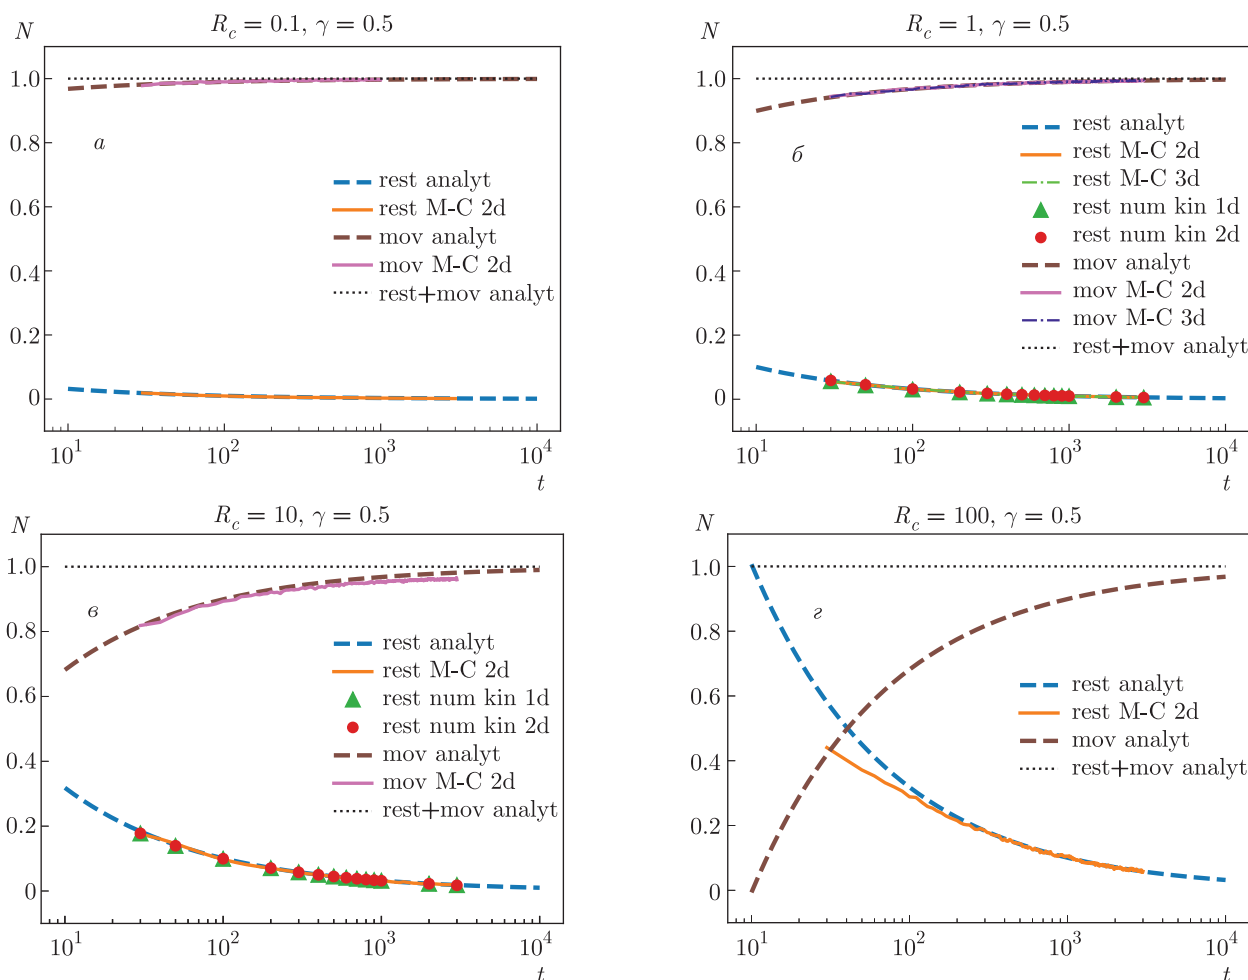 R_c = 0.1, γ = 0.5
N
1.0
0.8
0.6
0.4
0.2
0
а
rest analyt
rest M-C 2d
mov analyt
mov M-C 2d
rest+mov analyt
10^1
10^2
10^3
10^4
t
R_c = 1, γ = 0.5
N
1.0
0.8
0.6
0.4
0.2
0
б
rest analyt
rest M-C 2d
rest M-C 3d
rest num kin 1d
rest num kin 2d
mov analyt
mov M-C 2d
mov M-C 3d
rest+mov analyt
10^1
10^2
10^3
10^4
t
R_c = 10, γ = 0.5
N
1.0
0.8
0.6
0.4
0.2
0
в
rest analyt
rest M-C 2d
rest num kin 1d
rest num kin 2d
mov analyt
mov M-C 2d
rest+mov analyt
10^1
10^2
10^3
10^4
t
R_c = 100, γ = 0.5
N
1.0
0.8
0.6
0.4
0.2
0
г
rest analyt
rest M-C 2d
mov analyt
rest+mov analyt
10^1
10^2
10^3
10^4
t